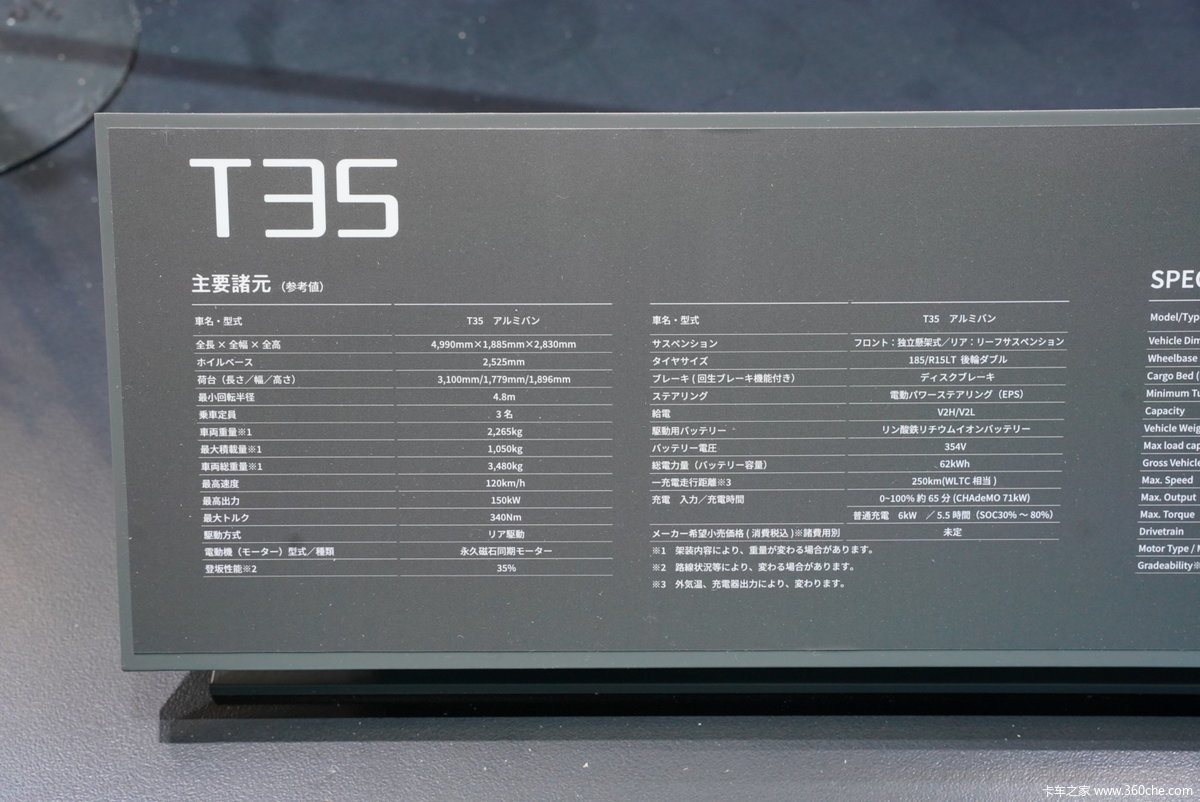 T35
主要諸元（参考値）
車名・型式 T35 アルミバン
全長 × 全幅 × 全高 4,990mm×1,885mm×2,830mm
ホイルベース 2,525mm
荷台（長さ／幅／高さ） 3,100mm/1,779mm/1,896mm
最小回転半径 4.8m
乗車定員 3 名
車両重量※1 2,265kg
最大積載量※1 1,050kg
車両総重量※1 3,480kg
最高速度 120km/h
最高出力 150kW
最大トルク 340Nm
駆動方式 リア駆動
電動機（モーター）型式／種類 永久磁石同期モーター
登坂性能※2 35%
車名・型式 T35 アルミバン
サスペンション フロント：独立懸架式／リア：リーフサスペンション
タイヤサイズ 185/R15LT 後輪ダブル
ブレーキ ( 回生ブレーキ機能付き） ディスクブレーキ
ステアリング 電動パワーステアリング（EPS）
給電 V2H/V2L
駆動用バッテリー リン酸鉄リチウムイオンバッテリー
バッテリー電圧 354V
総電力量（バッテリー容量） 62kWh
一充電走行距離※3 250km(WLTC 相当 )
充電 入力／充電時間 0~100% 約 65 分 (CHAdeMO 71kW)
普通充電 6kW ／ 5.5 時間（SOC30% ～ 80%）
メーカー希望小売価格 ( 消費税込 )※諸費用別 未定
※1 架装内容により、重量が変わる場合があります。
※2 路線状況等により、変わる場合があります。
※3 外気温、充電器出力により、変わります。
SPEC
Model/Typ
Vehicle Dim
Wheelbase
Cargo Bed (
Minimum Tu
Capacity
Vehicle Weig
Max load cap
Gross Vehicle
Max. Speed
Max. Output
Max. Torque
Drivetrain
Motor Type / M
Gradeability※
卡车之家 www.360che.com